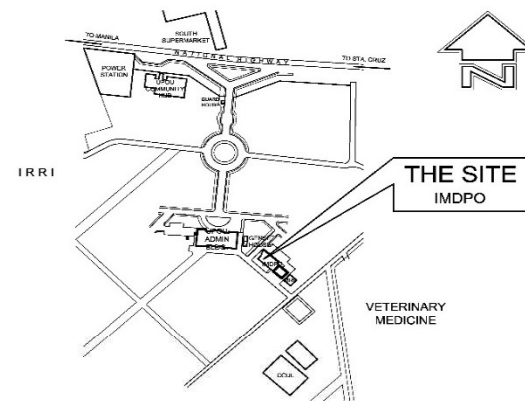 SOUTH
SUPERMARKET
TO MANILA
NATIONAL HIGHWAY
TO STA. CRUZ
POWER
STATION
UPOU
COMMUNITY
HUB
GUARD
HOUSE
N
IRRI
THE SITE
IMDPO
UPOU
ADMIN
BLDG.
IMDPO
VETERINARY
MEDICINE